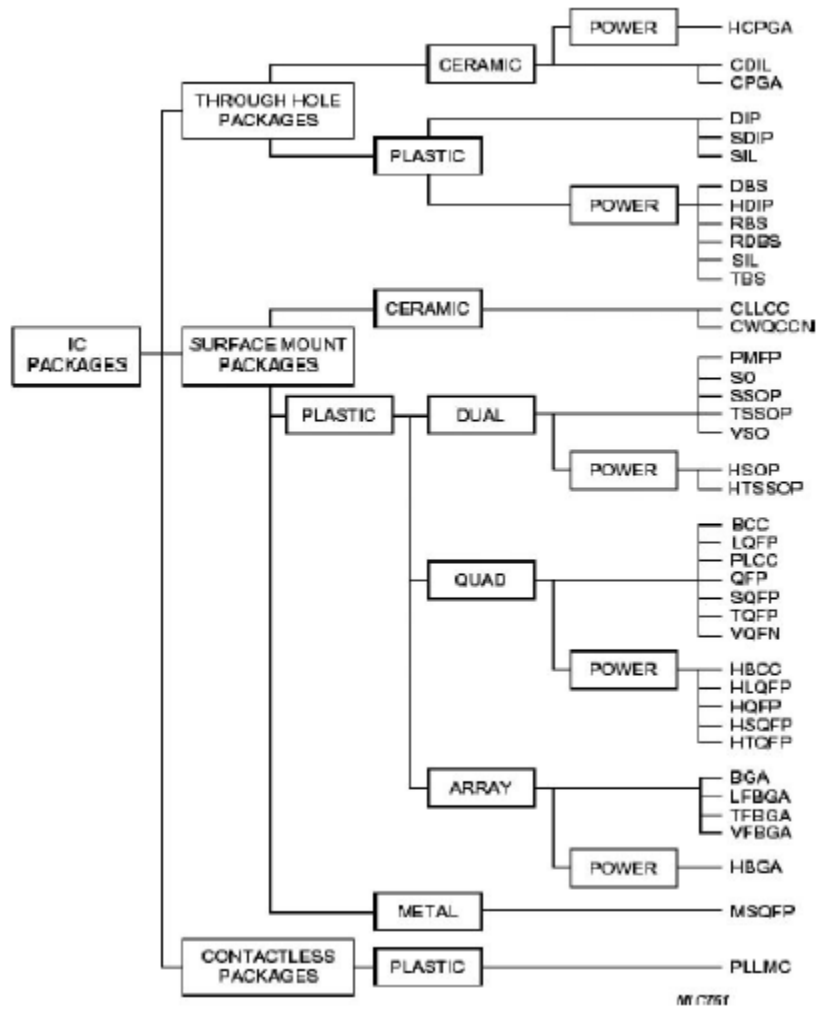 POWER
HCPGA
CERAMIC
CDIL
CPGA
THROUGH HOLE
PACKAGES
DIP
SDIP
SIL
PLASTIC
DBS
POWER
HDIP
RBS
RDBS
SIL
TBS
CERAMIC
CLLCC
CWQCCN
IC
PACKAGES
SURFACE MOUNT
PACKAGES
PMFP
SO
SSOP
PLASTIC
DUAL
TSSOP
VSO
POWER
HSOP
HTSSOP
BCC
LQFP
PLCC
QUAD
QFP
SQFP
TQFP
VQFN
POWER
HBCC
HLQFP
HQFP
HSQFP
HTQFP
BGA
ARRAY
LFBGA
TFBGA
VFBGA
POWER
HBGA
METAL
MSQFP
CONTACTLESS
PACKAGES
PLASTIC
PLLMC